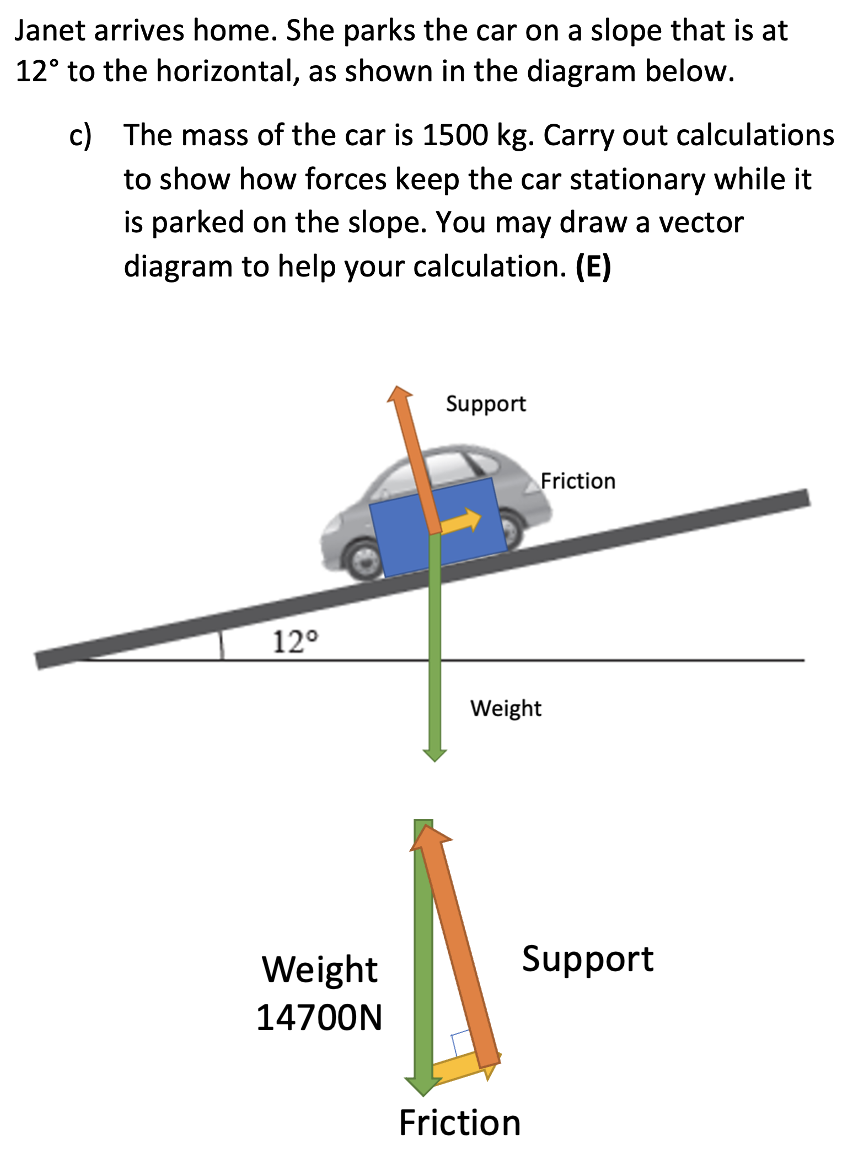 Janet arrives home. She parks the car on a slope that is at
12° to the horizontal, as shown in the diagram below.
c) The mass of the car is 1500 kg. Carry out calculations
to show how forces keep the car stationary while it
is parked on the slope. You may draw a vector
diagram to help your calculation. (E)
Support
Friction
12°
Weight
Weight
14700N
Support
Friction